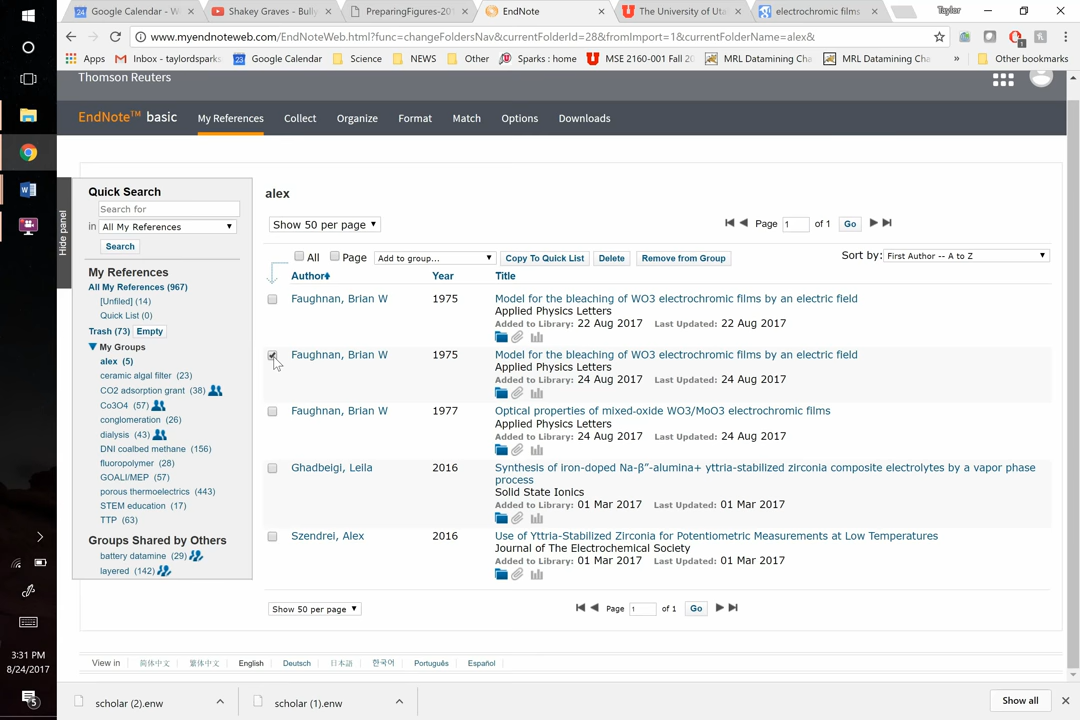 Google Calendar - W
Shakey Graves - Bully
PreparingFigures-201
EndNote
The University of Uta
electrochromic films
Taylor
www.myendnoteweb.com/EndNoteWeb.html?func=changeFoldersNav&currentFolderId=28&fromImport=1&currentFolderName=alex&
Apps
Inbox - taylordsparks
Google Calendar
Science
NEWS
Other
Sparks : home
MSE 2160-001 Fall 20
MRL Datamining Cha
MRL Datamining Cha
»
Other bookmarks
Thomson Reuters
EndNote™ basic
My References
Collect
Organize
Format
Match
Options
Downloads
Hide panel
Quick Search
Search for
in All My References
Search
My References
All My References (967)
[Unfiled] (14)
Quick List (0)
Trash (73) Empty
My Groups
alex (5)
ceramic algal filter (23)
CO2 adsorption grant (38)
Co3O4 (57)
conglomeration (26)
dialysis (43)
DNI coalbed methane (156)
fluoropolymer (28)
GOALI/MEP (57)
porous thermoelectrics (443)
STEM education (17)
TTP (63)
Groups Shared by Others
battery datamine (29)
layered (142)
alex
Show 50 per page
Page 1 of 1 Go
All Page Add to group... Copy To Quick List Delete Remove from Group
Sort by: First Author -- A to Z
Author Year Title
Faughnan, Brian W 1975 Model for the bleaching of WO3 electrochromic films by an electric field
Applied Physics Letters
Added to Library: 22 Aug 2017 Last Updated: 22 Aug 2017
Faughnan, Brian W 1975 Model for the bleaching of WO3 electrochromic films by an electric field
Applied Physics Letters
Added to Library: 24 Aug 2017 Last Updated: 24 Aug 2017
Faughnan, Brian W 1977 Optical properties of mixed-oxide WO3/MoO3 electrochromic films
Applied Physics Letters
Added to Library: 24 Aug 2017 Last Updated: 24 Aug 2017
Ghadbeigi, Leila 2016 Synthesis of iron-doped Na-β”-alumina+ yttria-stabilized zirconia composite electrolytes by a vapor phase
process
Solid State Ionics
Added to Library: 01 Mar 2017 Last Updated: 01 Mar 2017
Szendrei, Alex 2016 Use of Yttria-Stabilized Zirconia for Potentiometric Measurements at Low Temperatures
Journal of The Electrochemical Society
Added to Library: 01 Mar 2017 Last Updated: 01 Mar 2017
Show 50 per page
Page 1 of 1 Go
View in 简体中文 繁體中文 English Deutsch 日本語 한국어 Português Español
3:31 PM
8/24/2017
5
scholar (2).enw
scholar (1).enw
Show all